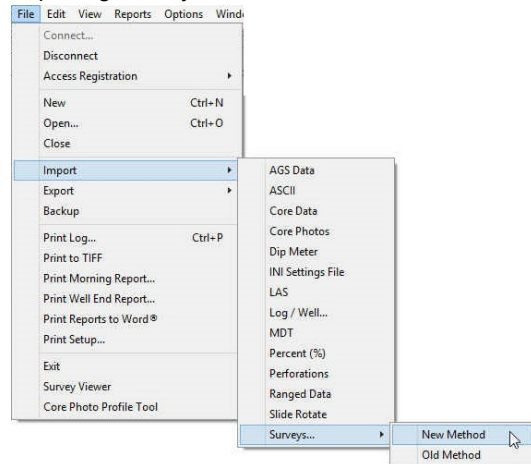 File Edit View Reports Options
Connect...
Disconnect
Access Registration
New Ctrl+N
Open... Ctrl+O
Close
Import
Export
Backup
Print Log... Ctrl+P
Print to TIFF
Print Morning Report...
Print Well End Report...
Print Reports to Word®
Print Setup...
Exit
Survey Viewer
Core Photo Profile Tool
AGS Data
ASCII
Core Data
Core Photos
Dip Meter
INI Settings File
LAS
Log / Well...
MDT
Percent (%)
Perforations
Ranged Data
Slide Rotate
Surveys...
New Method
Old Method